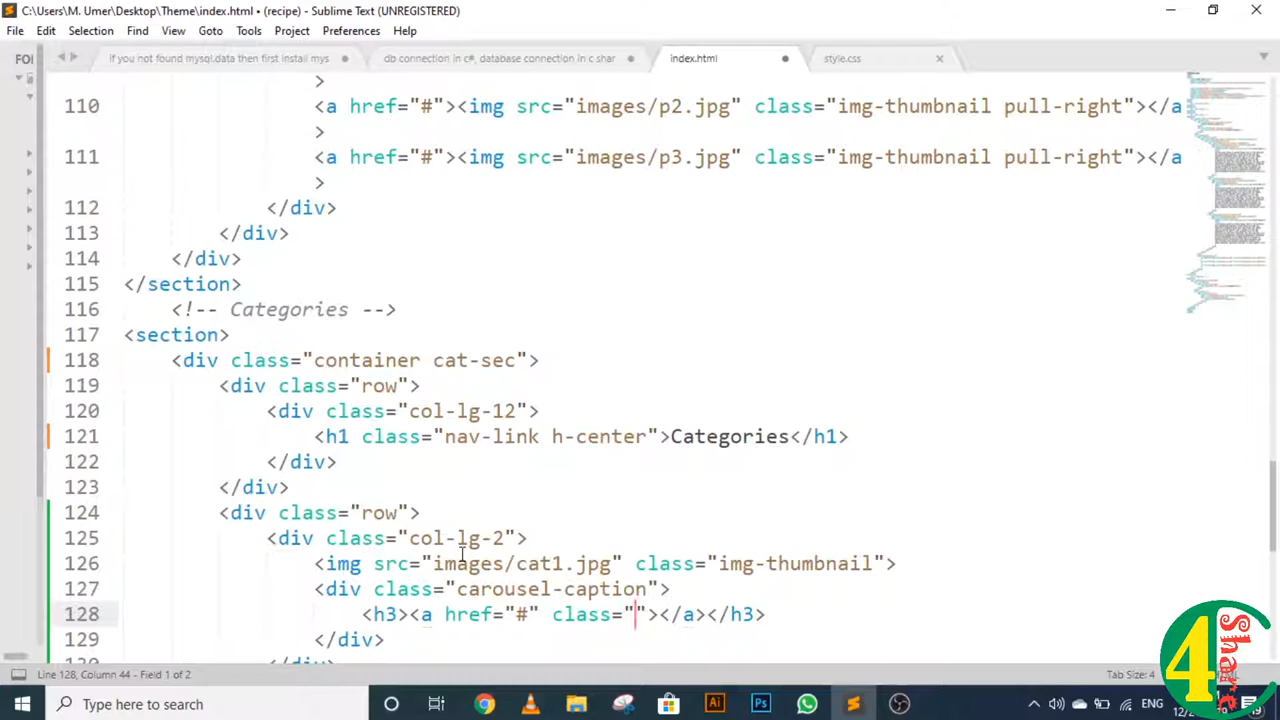 C:\Users\M. Umer\Desktop\Theme\index.html • (recipe) - Sublime Text (UNREGISTERED)
File Edit Selection Find View Goto Tools Project Preferences Help
FOI
If you not found mysql.data then first install mys
db connection in c#, database connection in c shar
index.html
style.css
>
110 <a href="#"><img src="images/p2.jpg" class="img-thumbnail pull-right"></a
>
111 <a href="#"><img src="images/p3.jpg" class="img-thumbnail pull-right"></a
>
112 </div>
113 </div>
114 </div>
115 </section>
116 <!-- Categories -->
117 <section>
118 <div class="container cat-sec">
119 <div class="row">
120 <div class="col-lg-12">
121 <h1 class="nav-link h-center">Categories</h1>
122 </div>
123 </div>
124 <div class="row">
125 <div class="col-lg-2">
126 <img src="images/cat1.jpg" class="img-thumbnail">
127 <div class="carousel-caption">
128 <h3><a href="#" class=""></a></h3>
129 </div>
130 </div>
Line 128, Column 44 - Field 1 of 2
Tab Size: 4
4 Share
Type here to search
ENG